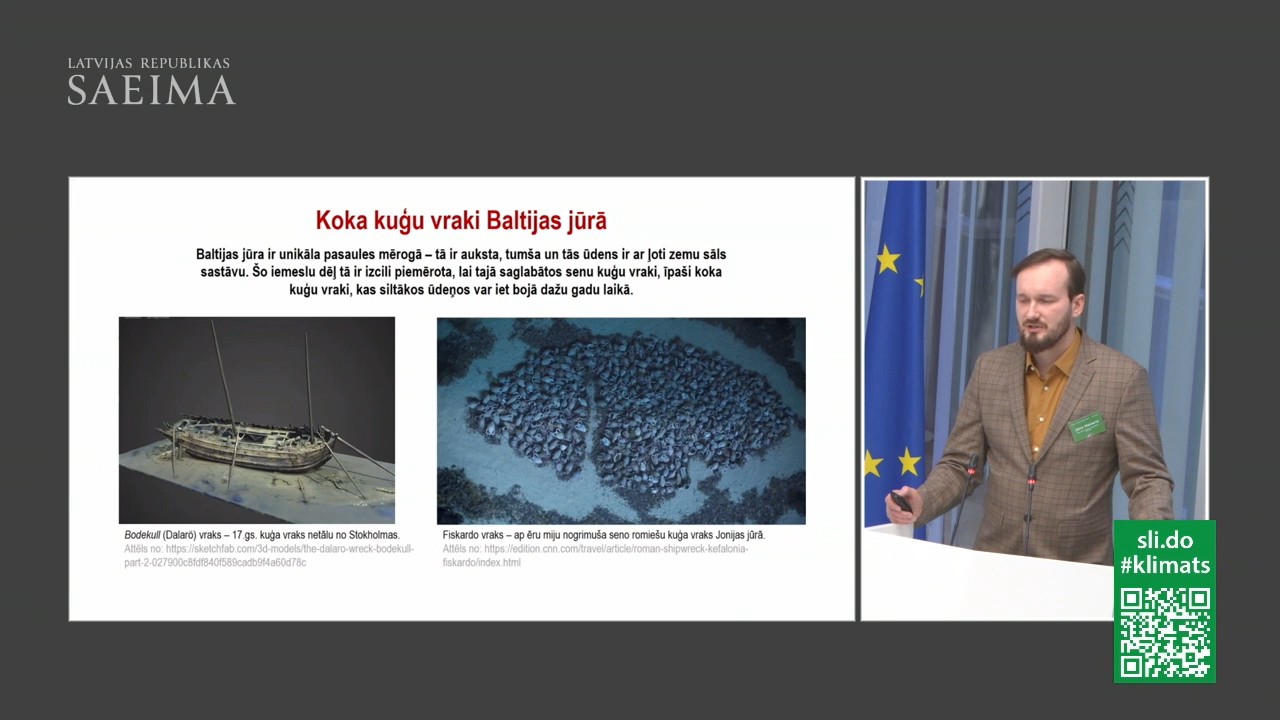 LATVIJAS REPUBLIKAS
SAEIMA
Koka kuģu vraki Baltijas jūrā
Baltijas jūra ir unikāla pasaules mērogā – tā ir auksta, tumša un tās ūdens ir ar ļoti zemu sāls
sastāvu. Šo iemeslu dēļ tā ir izcili piemērota, lai tajā saglabātos senu kuģu vraki, īpaši koka
kuģu vraki, kas siltākos ūdeņos var iet bojā dažu gadu laikā.
Bodekull (Dalarö) vraks – 17.gs. kuģa vraks netālu no Stokholmas.
Attēls no: https://sketchfab.com/3d-models/the-dalaro-wreck-bodekull-
part-2-027900c8fdf840f589cadb9f4a60d78c
Fiskardo vraks – ap ēru miju nogrimuša seno romiešu kuģa vraks Jonijas jūrā.
Attēls no: https://edition.cnn.com/travel/article/roman-shipwreck-kefalonia-
fiskardo/index.html
sli.do
#klimats